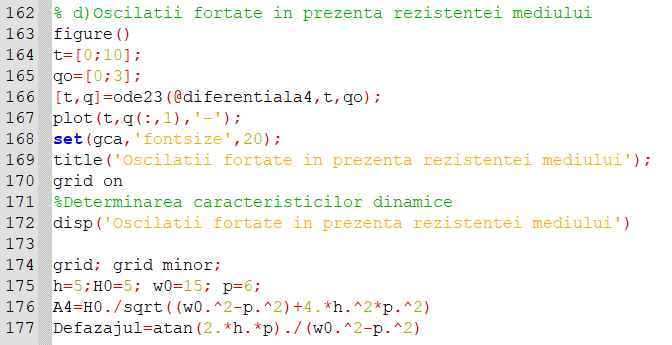 162 % d)Oscilatii fortate in prezenta rezistentei mediului
163 figure()
164 t=[0;10];
165 qo=[0;3];
166 [t,q]=ode23(@diferentiala4,t,qo);
167 plot(t,q(:,1),'-');
168 set(gca,'fontsize',20);
169 title('Oscilatii fortate in prezenta rezistentei mediului');
170 grid on
171 %Determinarea caracteristicilor dinamice
172 disp('Oscilatii fortate in prezenta rezistentei mediului')
173
174 grid; grid minor;
175 h=5;H0=5; w0=15; p=6;
176 A4=H0./sqrt((w0.^2-p.^2)+4.*h.^2*p.^2)
177 Defazajul=atan(2.*h.*p)./(w0.^2-p.^2)